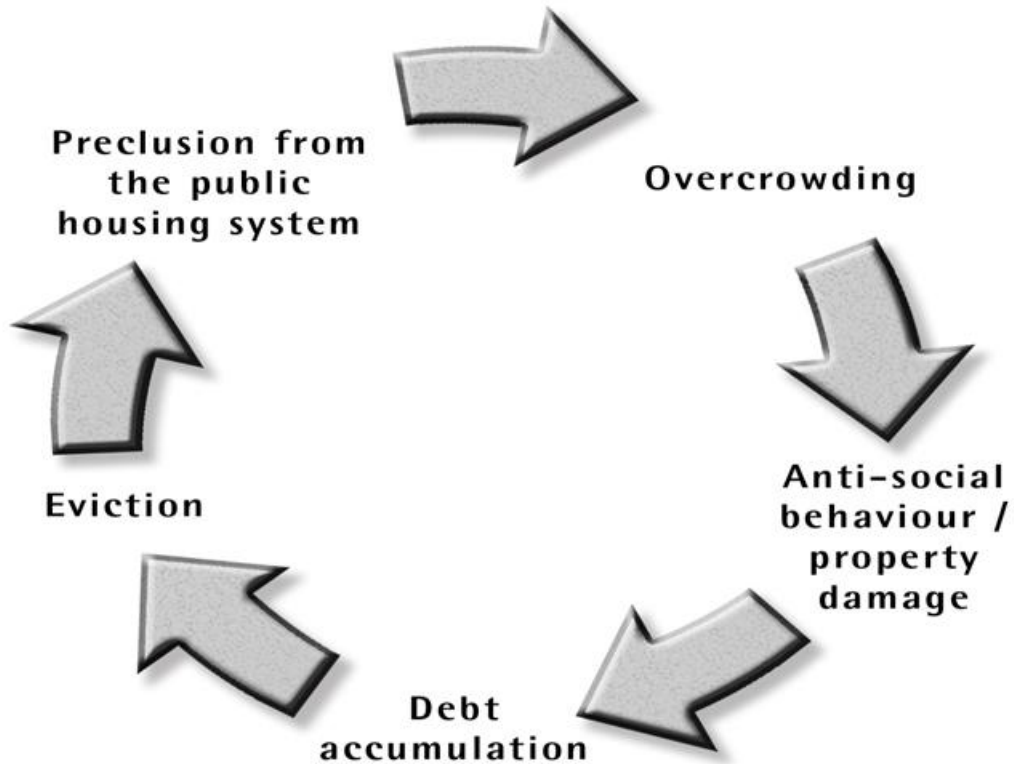 Preclusion from
the public
housing system
Overcrowding
Anti-social
behaviour /
property
damage
Debt
accumulation
Eviction